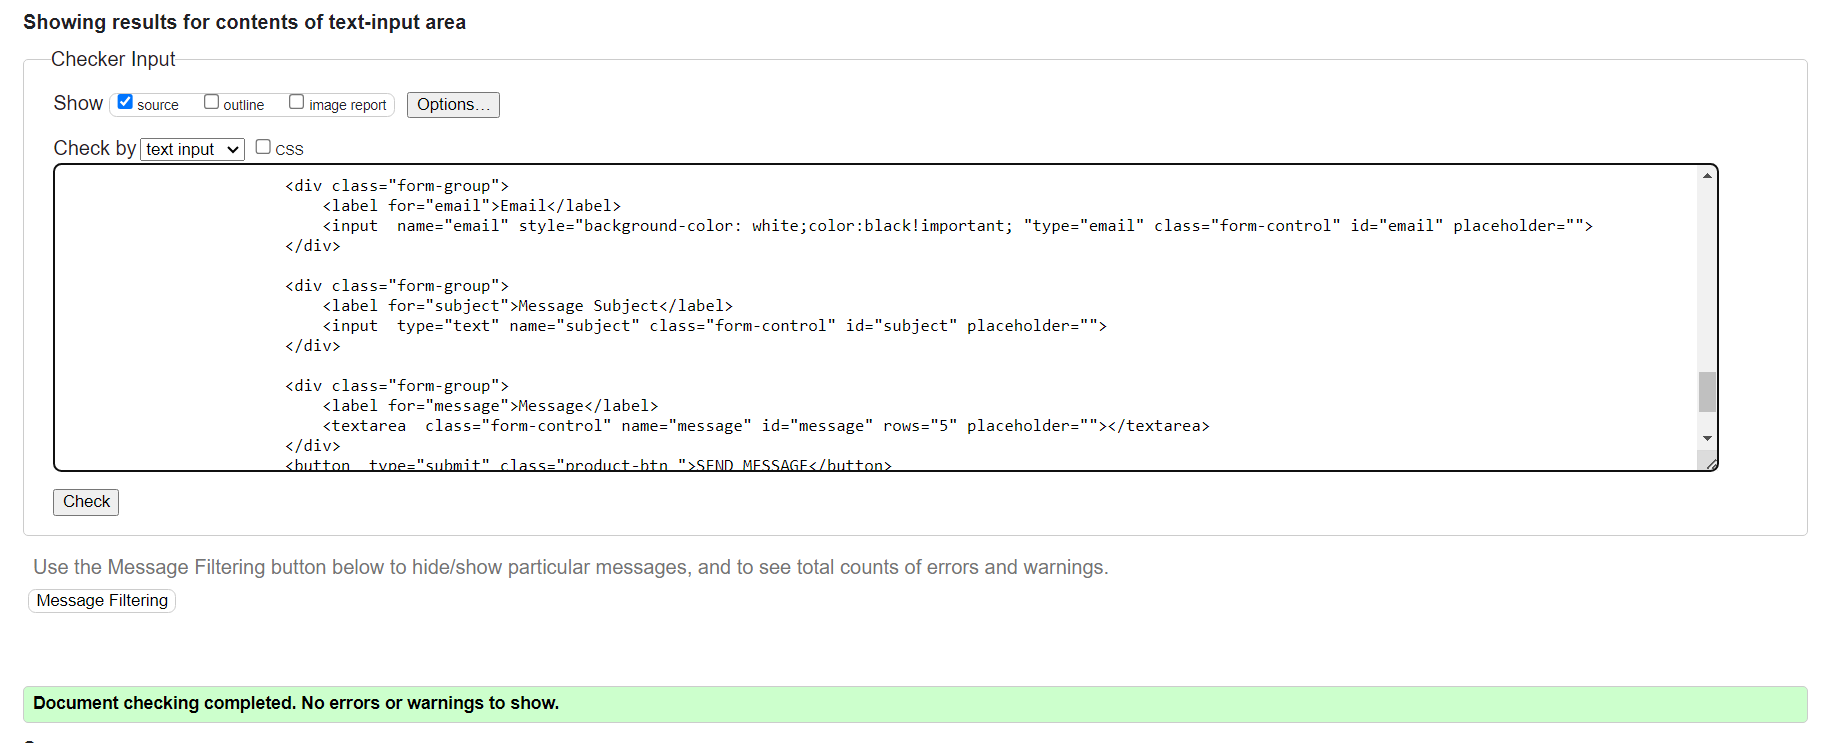 Showing results for contents of text-input area
Checker Input
Show source outline image report Options...
Check by text input CSS
<div class="form-group">
<label for="email">Email</label>
<input  name="email" style="background-color: white;color:black!important; "type="email" class="form-control" id="email" placeholder="">
</div>
<div class="form-group">
<label for="subject">Message Subject</label>
<input  type="text" name="subject" class="form-control" id="subject" placeholder="">
</div>
<div class="form-group">
<label for="message">Message</label>
<textarea  class="form-control" name="message" id="message" rows="5" placeholder=""></textarea>
</div>
<button  type="submit" class="product-btn ">SEND MESSAGE</button>
Check
Use the Message Filtering button below to hide/show particular messages, and to see total counts of errors and warnings.
Message Filtering
Document checking completed. No errors or warnings to show.